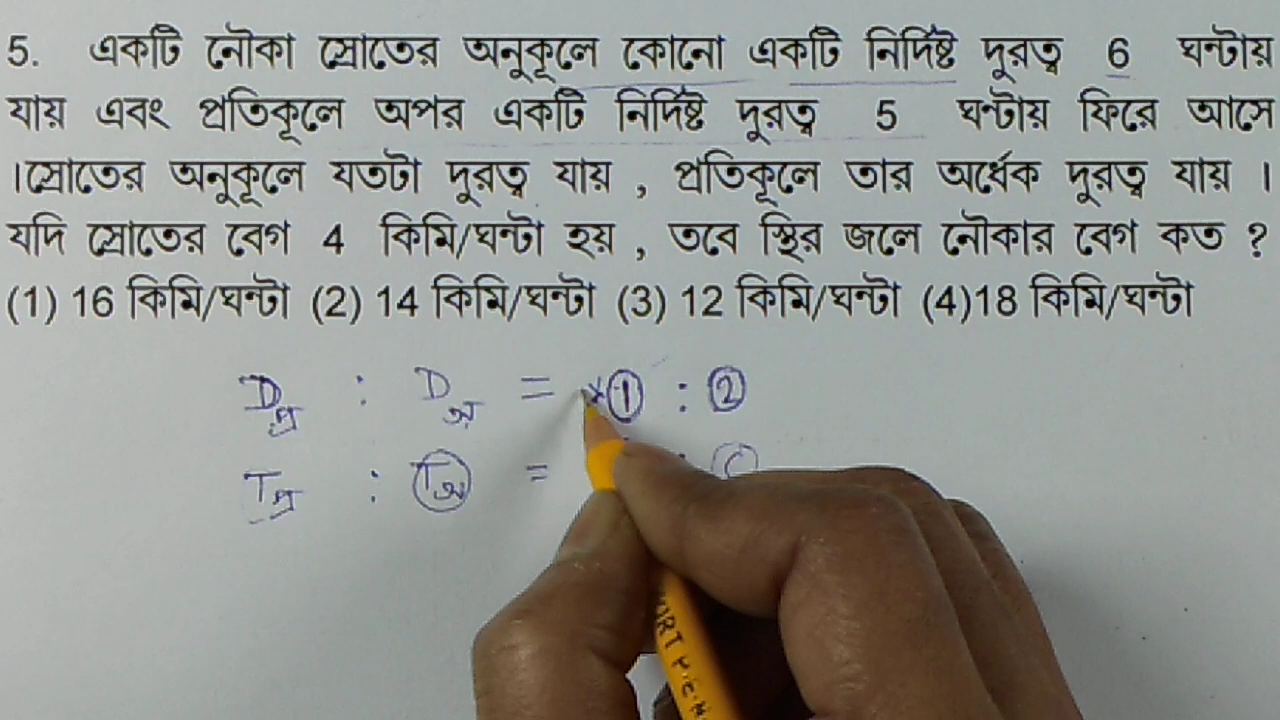 5. একটি নৌকা স্রোতের অনুকূলে কোনো একটি নির্দিষ্ট দুরত্ব 6 ঘন্টায়
যায় এবং প্রতিকূলে অপর একটি নির্দিষ্ট দুরত্ব 5 ঘন্টায় ফিরে আসে
।স্রোতের অনুকূলে যতটা দুরত্ব যায় , প্রতিকূলে তার অর্ধেক দুরত্ব যায় ।
যদি স্রোতের বেগ 4 কিমি/ঘন্টা হয় , তবে স্থির জলে নৌকার বেগ কত ?
(1) 16 কিমি/ঘন্টা (2) 14 কিমি/ঘন্টা (3) 12 কিমি/ঘন্টা (4)18 কিমি/ঘন্টা
D প্র : D অ = 1 : 2
T প্র : T অ = :